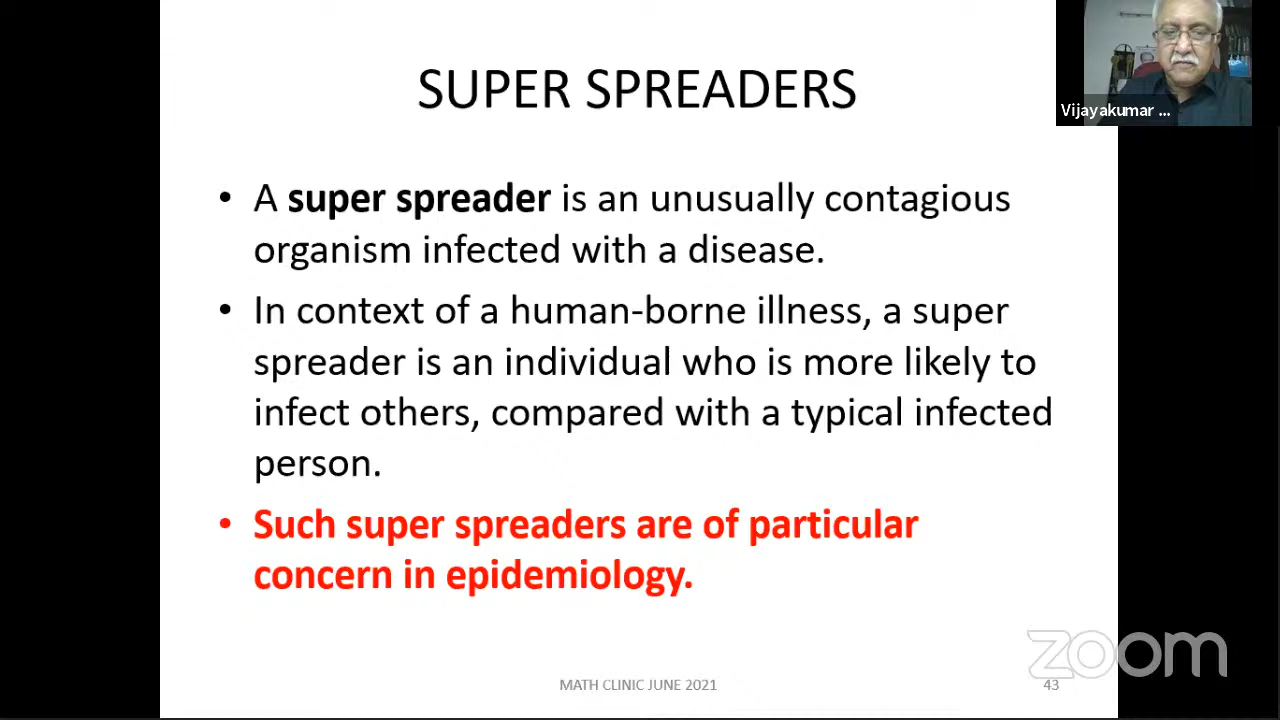 Vijayakumar ...
SUPER SPREADERS
• A super spreader is an unusually contagious
organism infected with a disease.
• In context of a human-borne illness, a super
spreader is an individual who is more likely to
infect others, compared with a typical infected
person.
• Such super spreaders are of particular
concern in epidemiology.
zoom
MATH CLINIC JUNE 2021
43